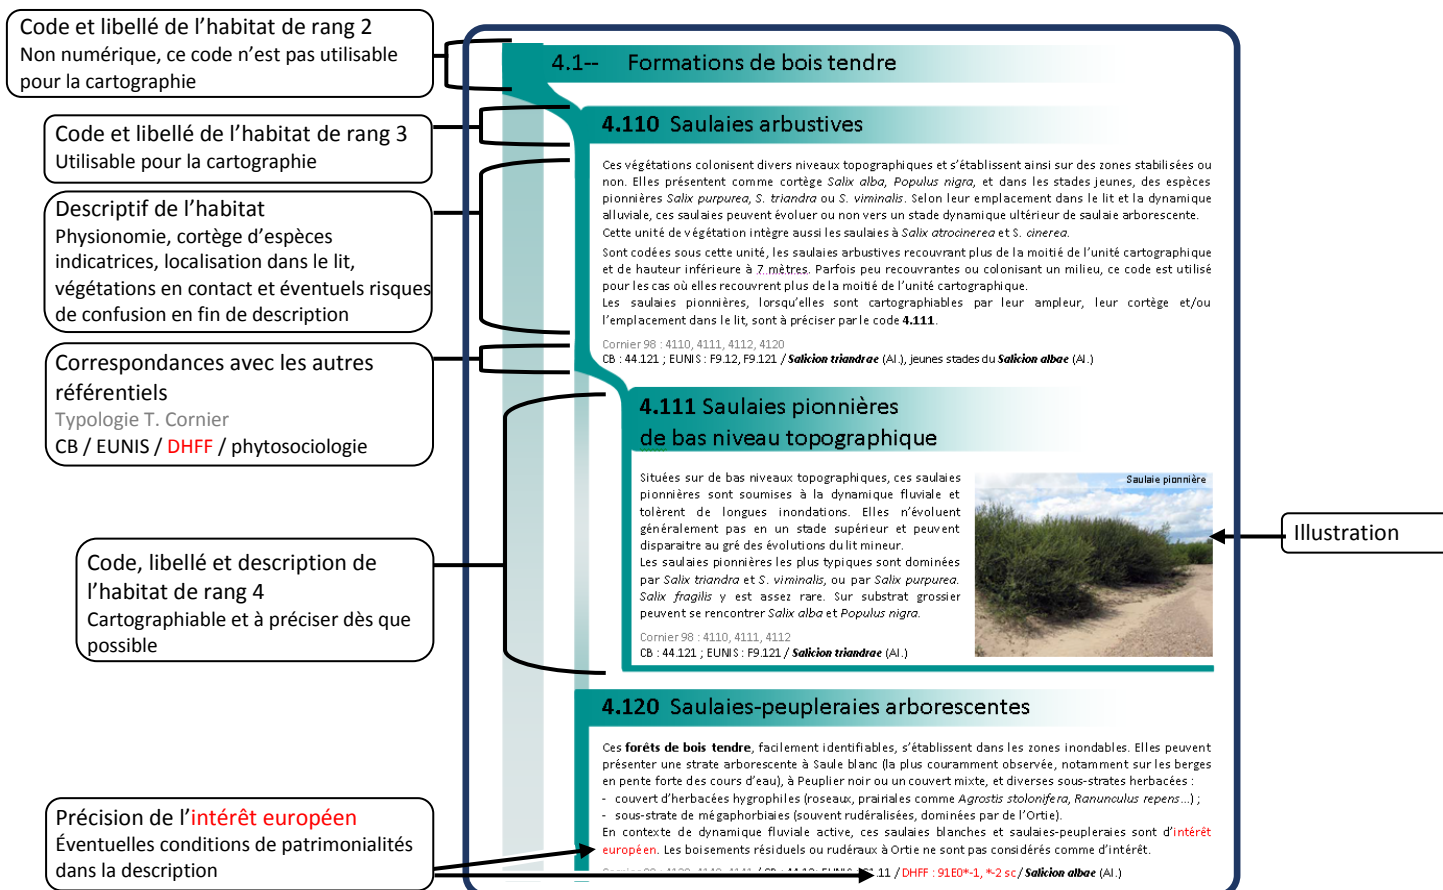 Code et libellé de l’habitat de rang 2
Non numérique, ce code n’est pas utilisable
pour la cartographie
Code et libellé de l’habitat de rang 3
Utilisable pour la cartographie
Descriptif de l’habitat
Physionomie, cortège d’espèces
indicatrices, localisation dans le lit,
végétations en contact et éventuels risques
de confusion en fin de description
Correspondances avec les autres
référentiels
Typologie T. Cornier
CB / EUNIS / DHFF / phytosociologie
Code, libellé et description de
l’habitat de rang 4
Cartographiable et à préciser dès que
possible
Précision de l’intérêt européen
Éventuelles conditions de patrimonialités
dans la description
4.1-- Formations de bois tendre
4.110 Saulaies arbustives
Ces végétations colonisent divers niveaux topographiques et s’établissent ainsi sur des zones stabilisées ou
non. Elles présentent comme cortège Salix alba, Populus nigra, et dans les stades jeunes, des espèces
pionnières Salix purpurea, S. triandra ou S. viminalis. Selon leur emplacement dans le lit et la dynamique
alluviale, ces saulaies peuvent évoluer ou non vers un stade dynamique ultérieur de saulaie arborescente.
Cette unité de végétation intègre aussi les saulaies à Salix atrocinerea et S. cinerea.
Sont codées sous cette unité, les saulaies arbustives recouvrant plus de la moitié de l’unité cartographique
et de hauteur inférieure à 7 mètres. Parfois peu recouvrantes ou colonisant un milieu, ce code est utilisé
pour les cas où elles recouvrent plus de la moitié de l’unité cartographique.
Les saulaies pionnières, lorsqu’elles sont cartographiables par leur ampleur, leur cortège et/ou
l’emplacement dans le lit, sont à préciser par le code 4.111.
Cornier 98 : 4110, 4111, 4112, 4120
CB : 44.121 ; EUNIS : F9.12, F9.121 / Salicion triandrae (Al.), jeunes stades du Salicion albae (Al.)
4.111 Saulaies pionnières
de bas niveau topographique
Situées sur de bas niveaux topographiques, ces saulaies
pionnières sont soumises à la dynamique fluviale et
tolèrent de longues inondations. Elles n’évoluent
généralement pas en un stade supérieur et peuvent
disparaitre au gré des évolutions du lit mineur.
Les saulaies pionnières les plus typiques sont dominées
par Salix triandra et S. viminalis, ou par Salix purpurea.
Salix fragilis y est assez rare. Sur substrat grossier
peuvent se rencontrer Salix alba et Populus nigra.
Cornier 98 : 4110, 4111, 4112
CB : 44.121 ; EUNIS : F9.121 / Salicion triandrae (Al.)
Saulaie pionnière
Illustration
4.120 Saulaies-peupleraies arborescentes
Ces forêts de bois tendre, facilement identifiables, s’établissent dans les zones inondables. Elles peuvent
présenter une strate arborescente à Saule blanc (la plus couramment observée, notamment sur les berges
en pente forte des cours d’eau), à Peuplier noir ou un couvert mixte, et diverses sous-strates herbacées :
- couvert d’herbacées hygrophiles (roseaux, prairiales comme Agrostis stolonifera, Ranunculus repens...) ;
- sous-strate de mégaphorbiaies (souvent rudéralisées, dominées par de l’Ortie).
En contexte de dynamique fluviale active, ces saulaies blanches et saulaies-peupleraies sont d’intérêt
européen. Les boisements résiduels ou rudéraux à Ortie ne sont pas considérés comme d’intérêt.
.11 / DHFF : 91E0*-1, *-2 sc / Salicion albae (Al.)